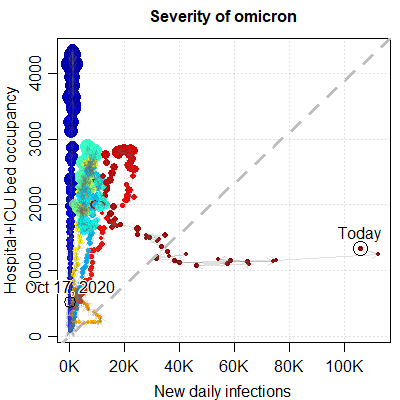 Severity of omicron
Hospital+ICU bed occupancy
4000
3000
2000
1000
0
Today
Oct 17, 2020
0K 20K 40K 60K 80K 100K
New daily infections